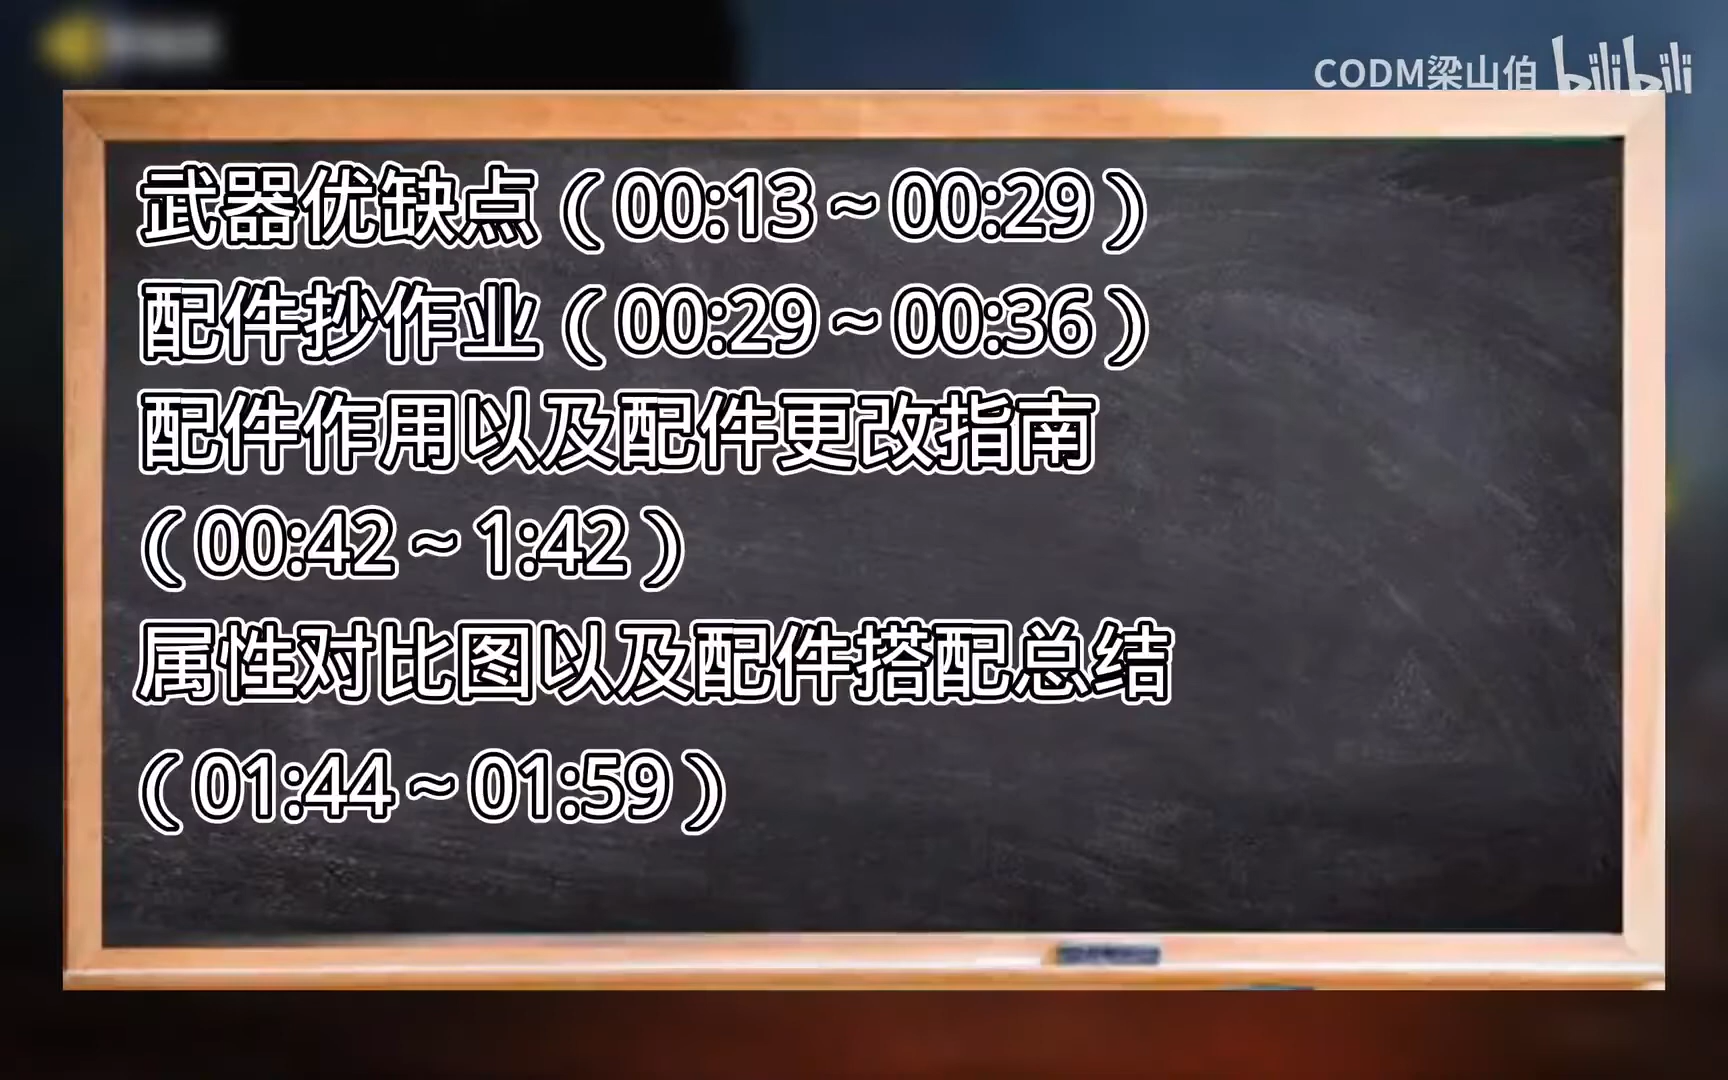 CODM梁山伯 bilibili
武器优缺点（00:13～00:29）
配件抄作业（00:29～00:36）
配件作用以及配件更改指南
（00:42～1:42）
属性对比图以及配件搭配总结
（01:44～01:59）